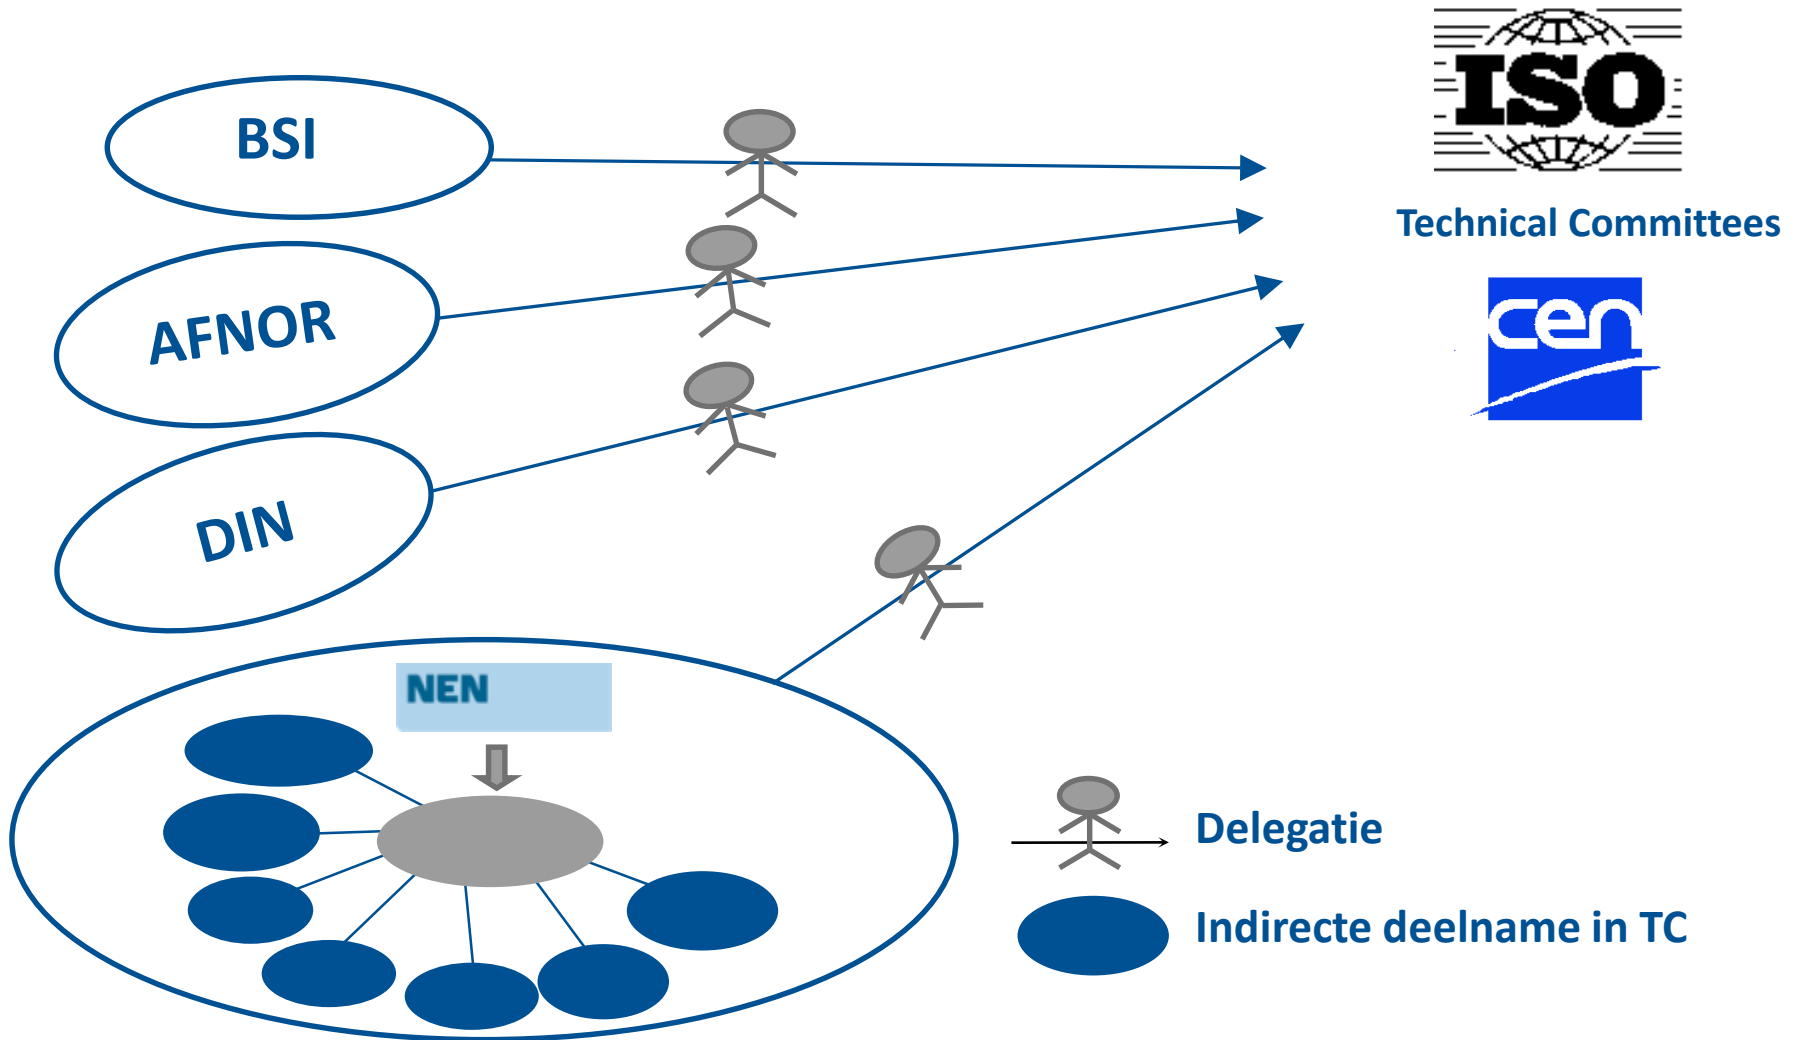 BSI
ISO
Technical Committees
AFNOR
cen
DIN
NEN
Delegatie
Indirecte deelname in TC